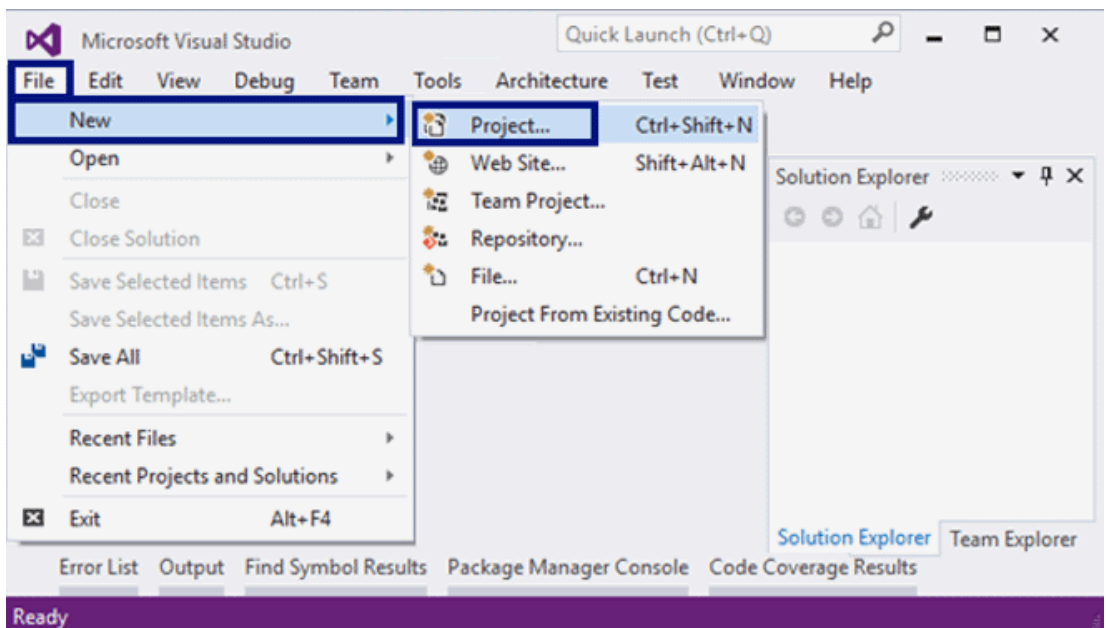 Microsoft Visual Studio
Quick Launch (Ctrl+Q)
File Edit View Debug Team Tools Architecture Test Window Help
New
Open
Close
Close Solution
Save Selected Items Ctrl+S
Save Selected Items As...
Save All Ctrl+Shift+S
Export Template...
Recent Files
Recent Projects and Solutions
Exit Alt+F4
Project... Ctrl+Shift+N
Web Site... Shift+Alt+N
Team Project...
Repository...
File... Ctrl+N
Project From Existing Code...
Solution Explorer
Solution Explorer Team Explorer
Error List Output Find Symbol Results Package Manager Console Code Coverage Results
Ready